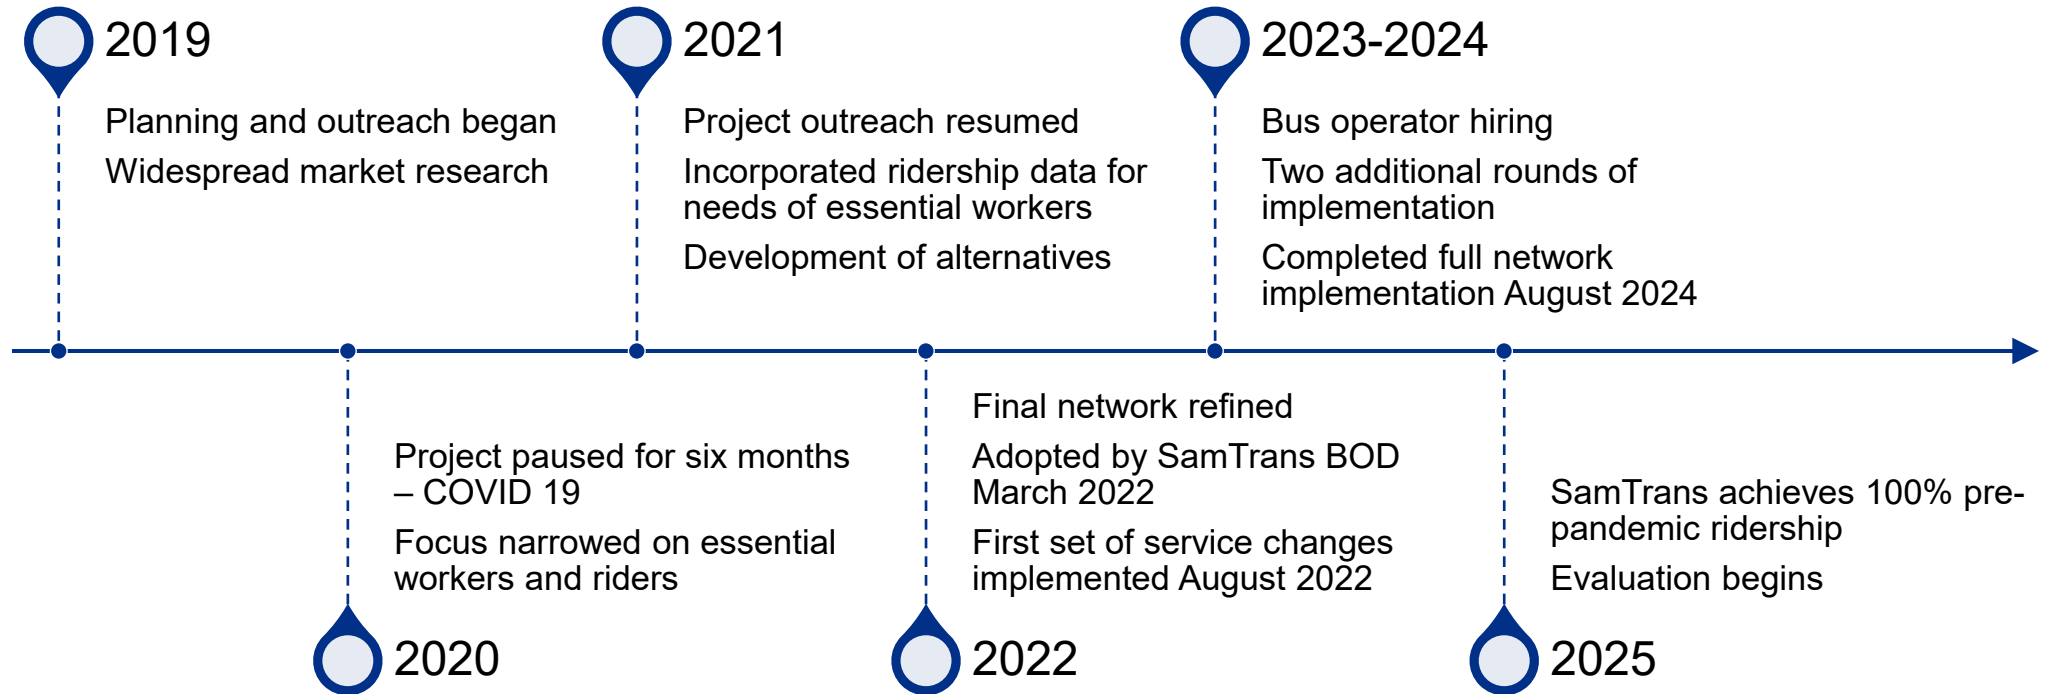 2019
Planning and outreach began
Widespread market research
2020
Project paused for six months
– COVID 19
Focus narrowed on essential
workers and riders
2021
Project outreach resumed
Incorporated ridership data for
needs of essential workers
Development of alternatives
2022
Final network refined
Adopted by SamTrans BOD
March 2022
First set of service changes
implemented August 2022
2023-2024
Bus operator hiring
Two additional rounds of
implementation
Completed full network
implementation August 2024
2025
SamTrans achieves 100% pre-
pandemic ridership
Evaluation begins